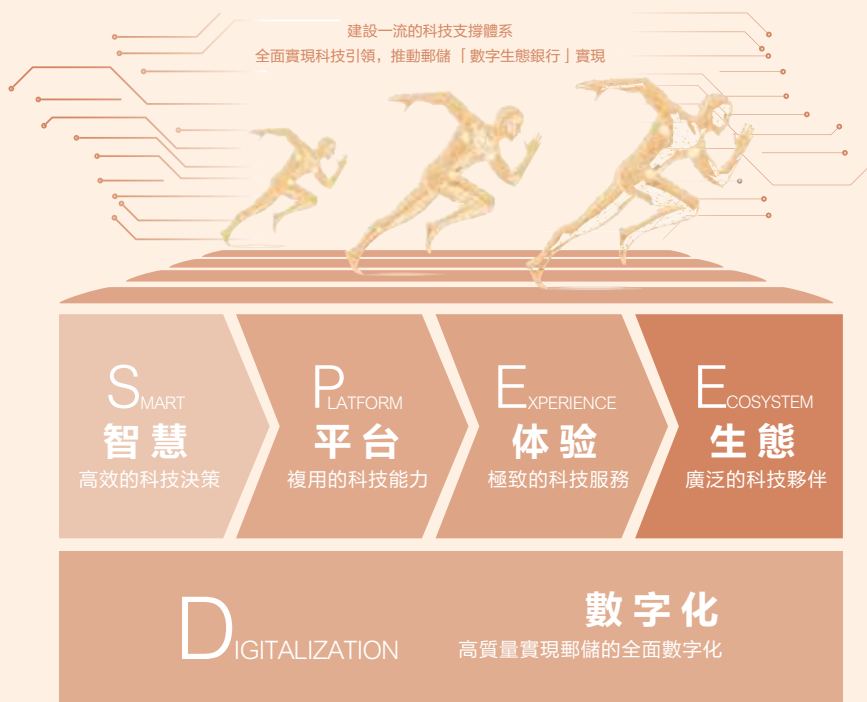 建設一流的科技支撐體系
全面實現科技引領，推動郵儲「數字生態銀行」實現
SMART
智慧
高效的科技決策
PLATFORM
平台
複用的科技能力
EXPERIENCE
体验
極致的科技服務
ECOSYSTEM
生態
廣泛的科技夥伴
DIGITALIZATION
數字化
高質量實現郵儲的全面數字化